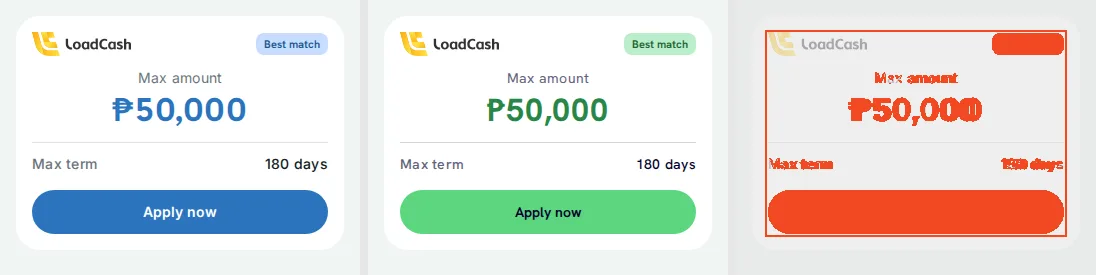 LoadCash Best match
Max amount
₱50,000
Max term 180 days
Apply now
LoadCash Best match
Max amount
₱50,000
Max term 180 days
Apply now
LoadCash
Max amount
₱50,000
Max term
days